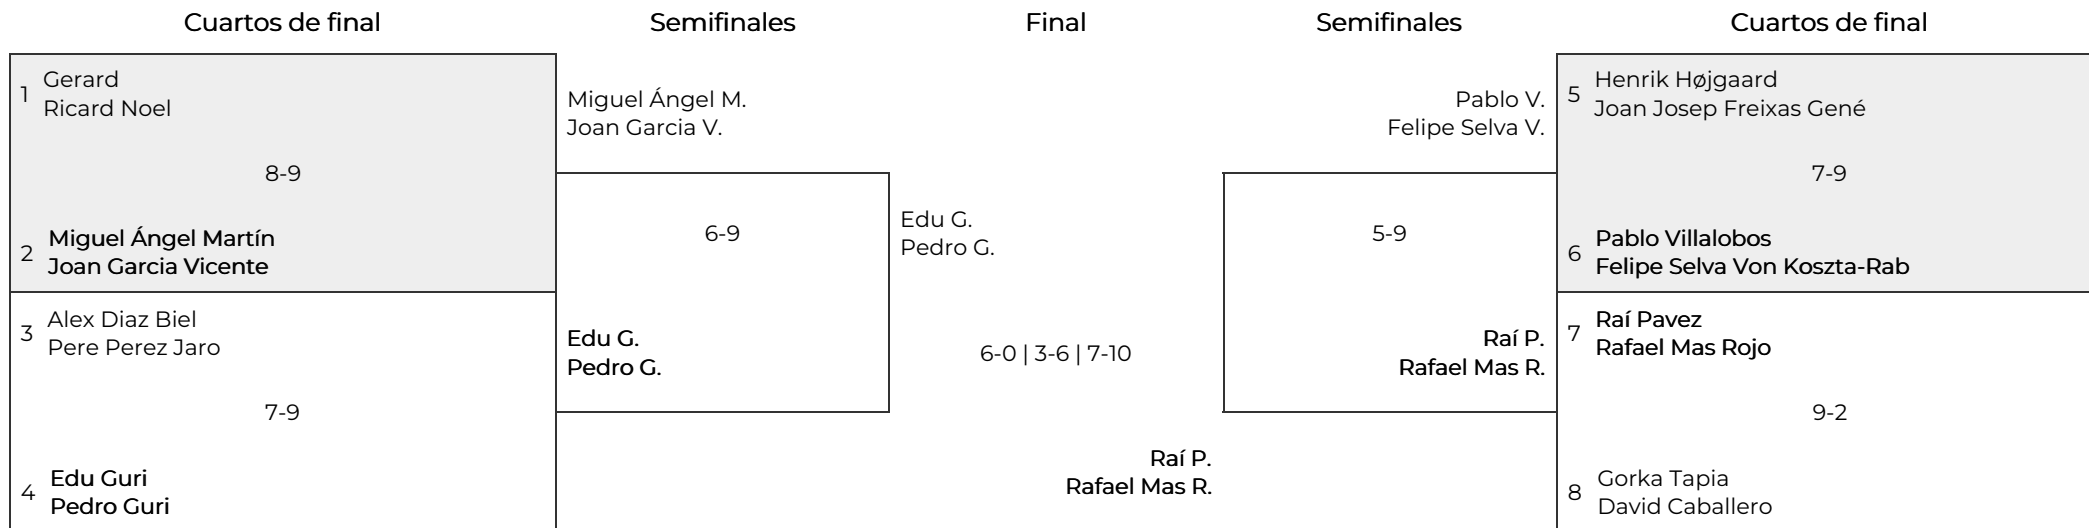 Cuartos de final
Semifinales
Final
Semifinales
Cuartos de final
1
Gerard
Ricard Noel
8-9
2
Miguel Ángel Martín
Joan Garcia Vicente
3
Alex Diaz Biel
Pere Perez Jaro
7-9
4
Edu Guri
Pedro Guri
Miguel Ángel M.
Joan Garcia V.
6-9
Edu G.
Pedro G.
Edu G.
Pedro G.
6-0 | 3-6 | 7-10
Raí P.
Rafael Mas R.
Pablo V.
Felipe Selva V.
5-9
Raí P.
Rafael Mas R.
5
Henrik Højgaard
Joan Josep Freixas Gené
7-9
6
Pablo Villalobos
Felipe Selva Von Koszta-Rab
7
Raí Pavez
Rafael Mas Rojo
9-2
8
Gorka Tapia
David Caballero